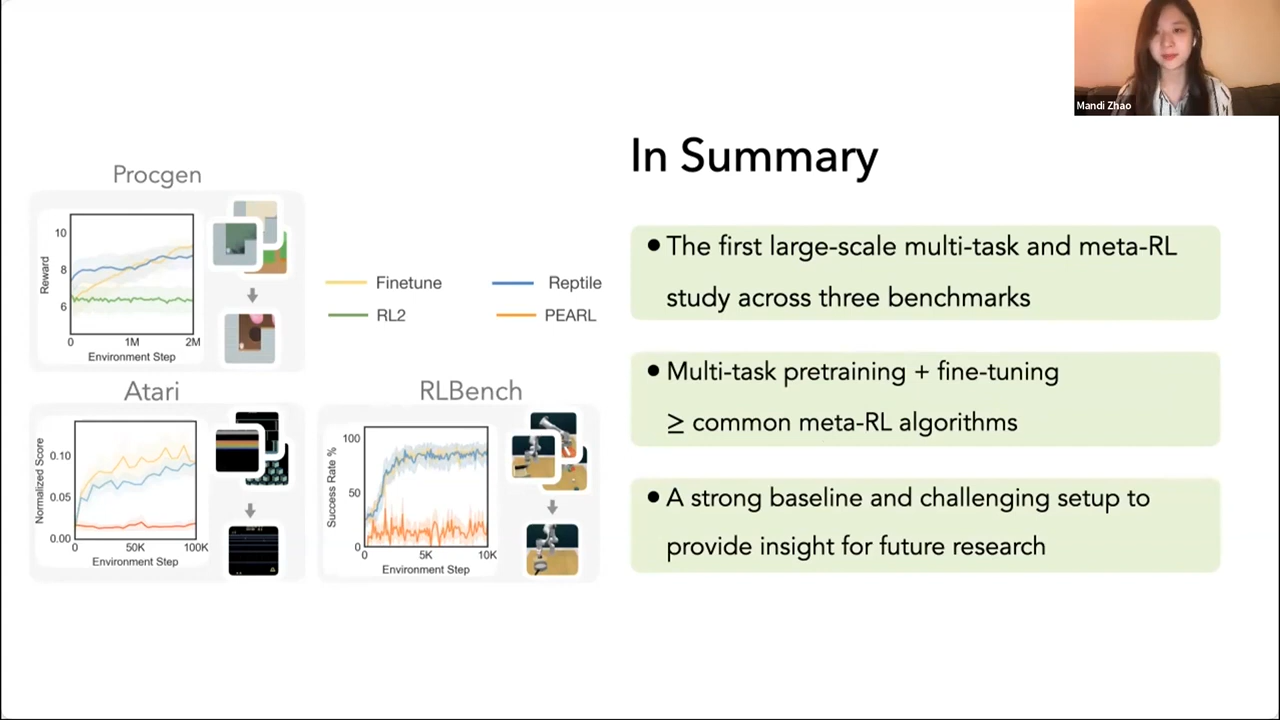 Mandi Zhao
In Summary
Procgen
10
8
6
Reward
0
1M
2M
Environment Step
Finetune
Reptile
RL2
PEARL
Atari
0.10
0.05
0.00
Normalized Score
0
50K
100K
Environment Step
RLBench
100
50
0
Success Rate %
0
5K
10K
Environment Step
● The first large-scale multi-task and meta-RL
study across three benchmarks
● Multi-task pretraining + fine-tuning
≥ common meta-RL algorithms
● A strong baseline and challenging setup to
provide insight for future research